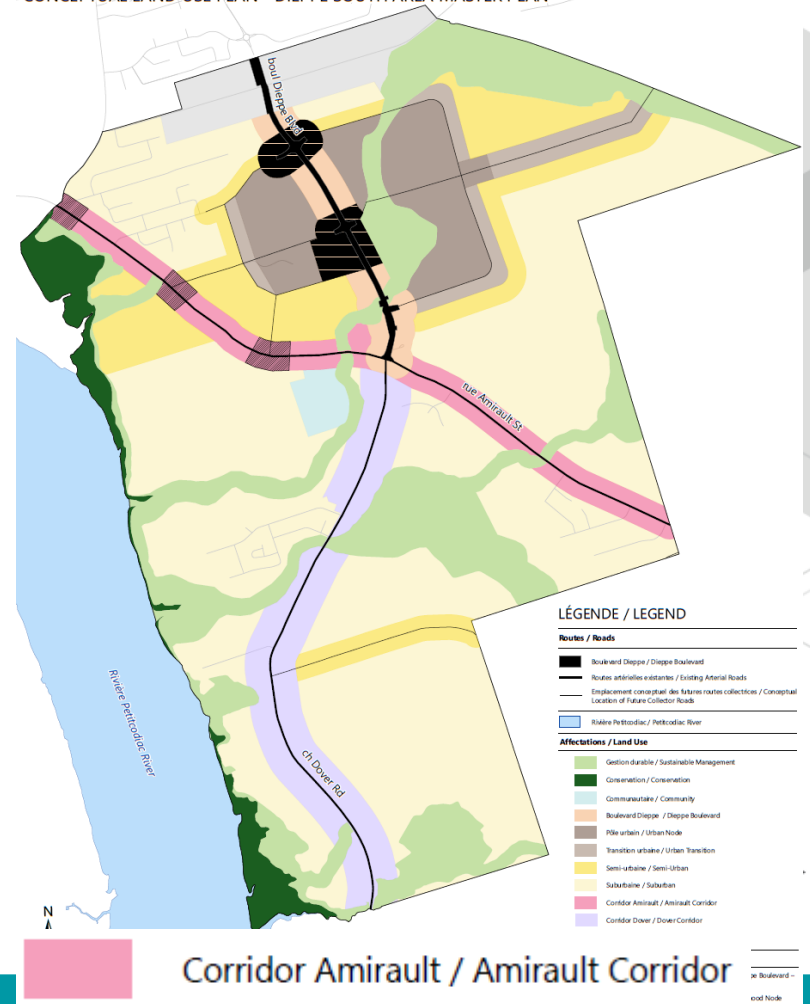 boul Dieppe Blvd
rue Amirault St
Rivière Petitcodiac River
ch Dover Rd
N
LÉGENDE / LEGEND
Routes / Roads
Boulevard Dieppe / Dieppe Boulevard
Routes artérielles existantes / Existing Arterial Roads
Emplacement conceptuel des futures routes collectrices / Conceptual
Location of Future Collector Roads
Rivière Petitcodiac / Petitcodiac River
Affectations / Land Use
Gestion durable / Sustainable Management
Conservation / Conservation
Communautaire / Community
Boulevard Dieppe / Dieppe Boulevard
Pôle urbain / Urban Node
Transition urbaine / Urban Transition
Semi-urbaine / Semi-Urban
Suburbaine / Suburban
Corridor Amirault / Amirault Corridor
Corridor Dover / Dover Corridor
Corridor Amirault / Amirault Corridor
Boulevard –
ood Node